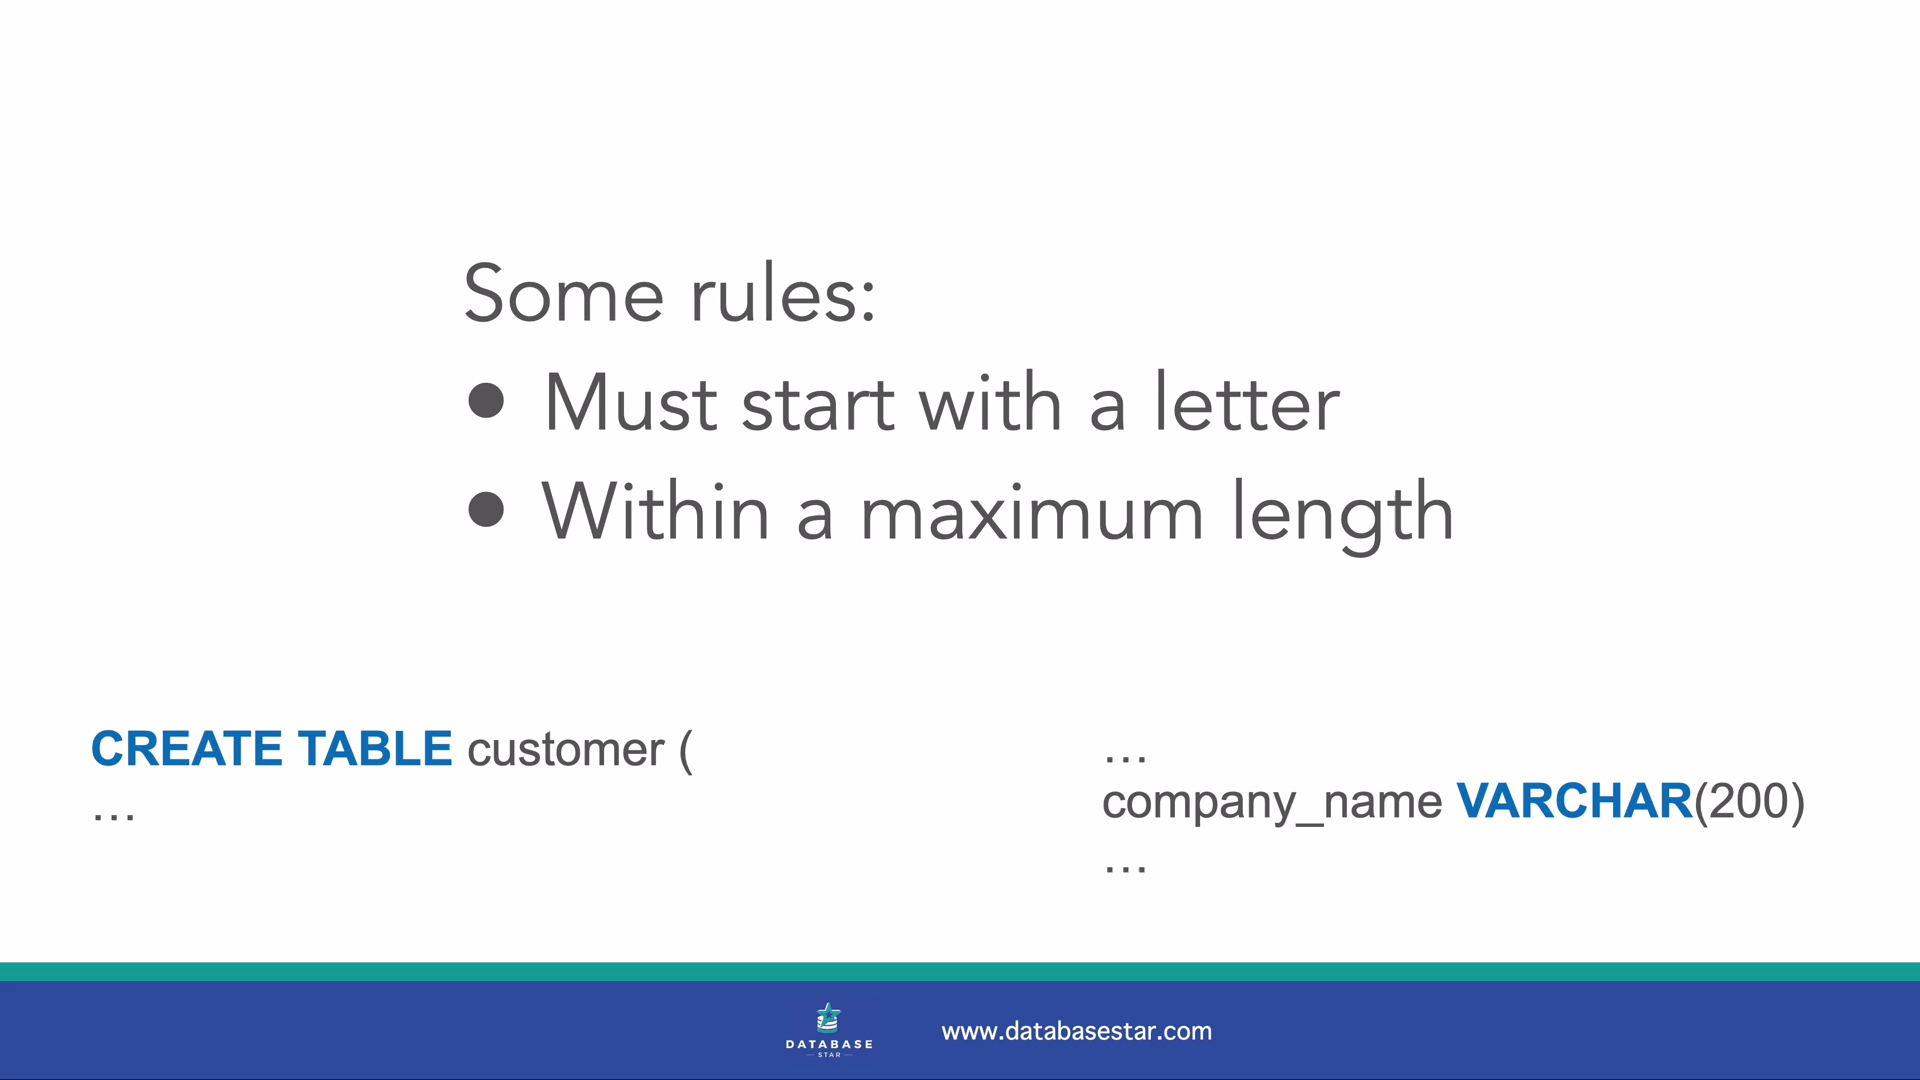 Some rules:
● Must start with a letter
● Within a maximum length
CREATE TABLE customer (
…
…
company_name VARCHAR(200)
…
DATABASE
STAR
www.databasestar.com